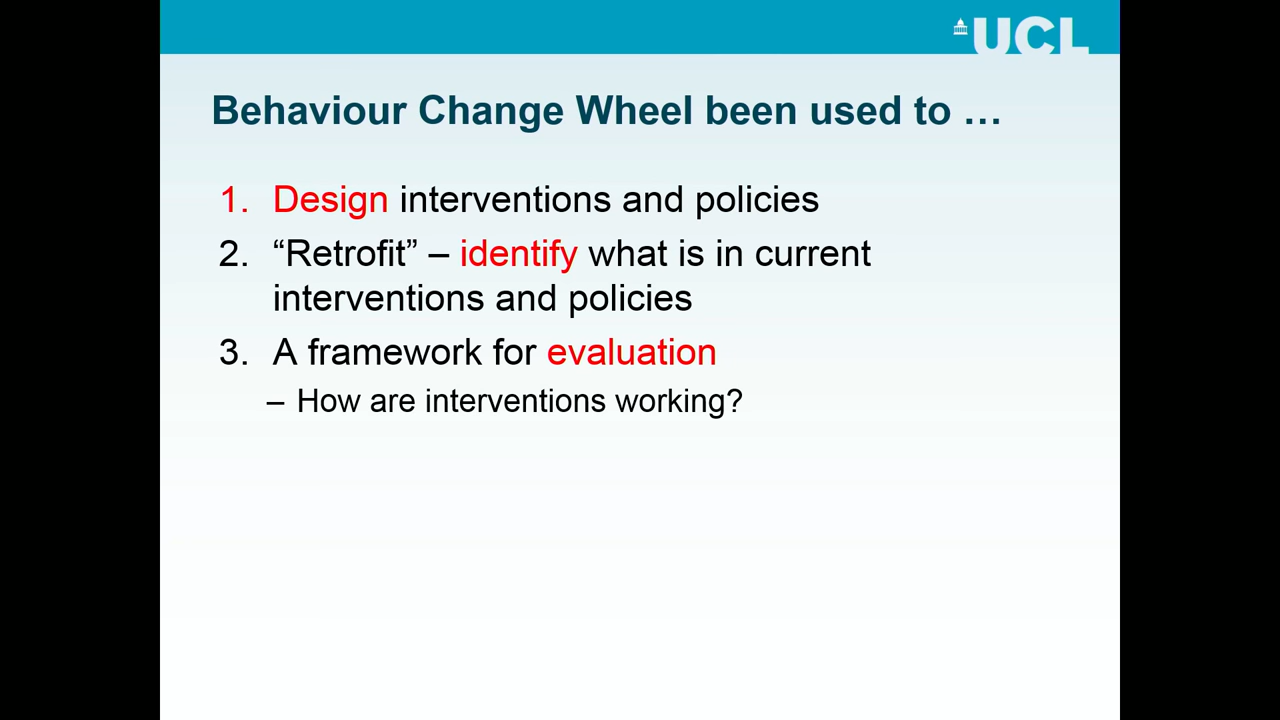 UCL
Behaviour Change Wheel been used to …
1. Design interventions and policies
2. “Retrofit” – identify what is in current
interventions and policies
3. A framework for evaluation
– How are interventions working?